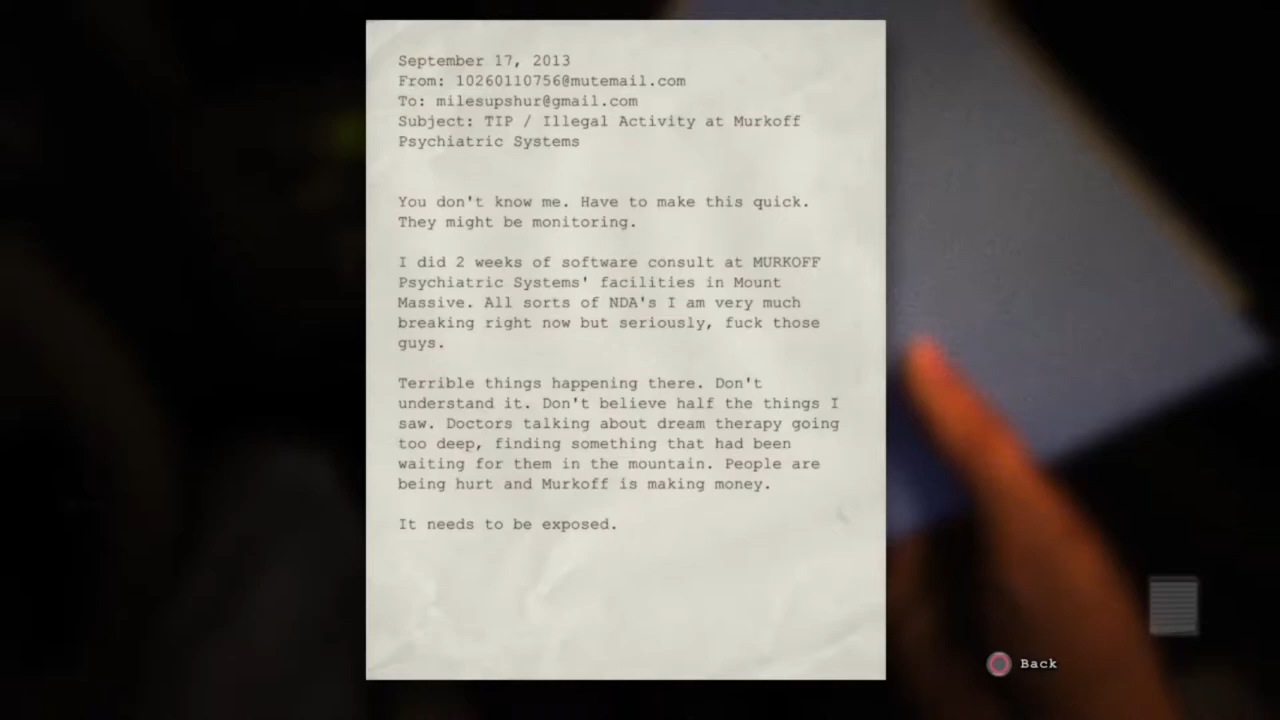 September 17, 2013
From: 10260110756@mutemail.com
To: milesupshur@gmail.com
Subject: TIP / Illegal Activity at Murkoff
Psychiatric Systems
You don't know me. Have to make this quick.
They might be monitoring.
I did 2 weeks of software consult at MURKOFF
Psychiatric Systems' facilities in Mount
Massive. All sorts of NDA's I am very much
breaking right now but seriously, fuck those
guys.
Terrible things happening there. Don't
understand it. Don't believe half the things I
saw. Doctors talking about dream therapy going
too deep, finding something that had been
waiting for them in the mountain. People are
being hurt and Murkoff is making money.
It needs to be exposed.
Back